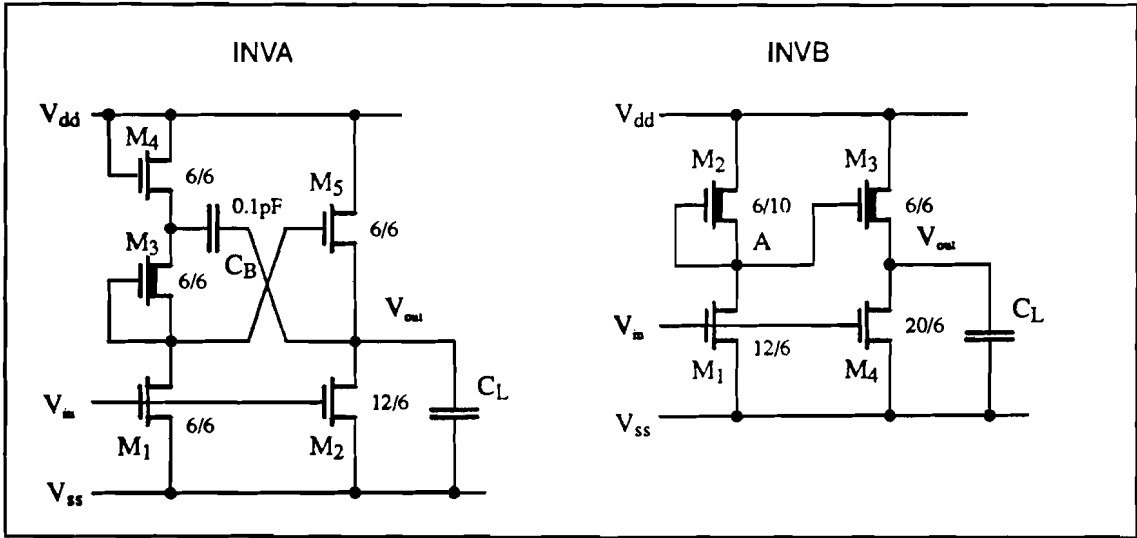 INVA
INVB
V_dd
M_4
6/6
0.1pF
M_5
6/6
M_3
6/6
C_B
V_out
V_in
M_1
6/6
12/6
M_2
C_L
V_ss
V_dd
M_2
6/10
M_3
6/6
A
V_out
V_in
M_1
12/6
20/6
M_4
C_L
V_ss